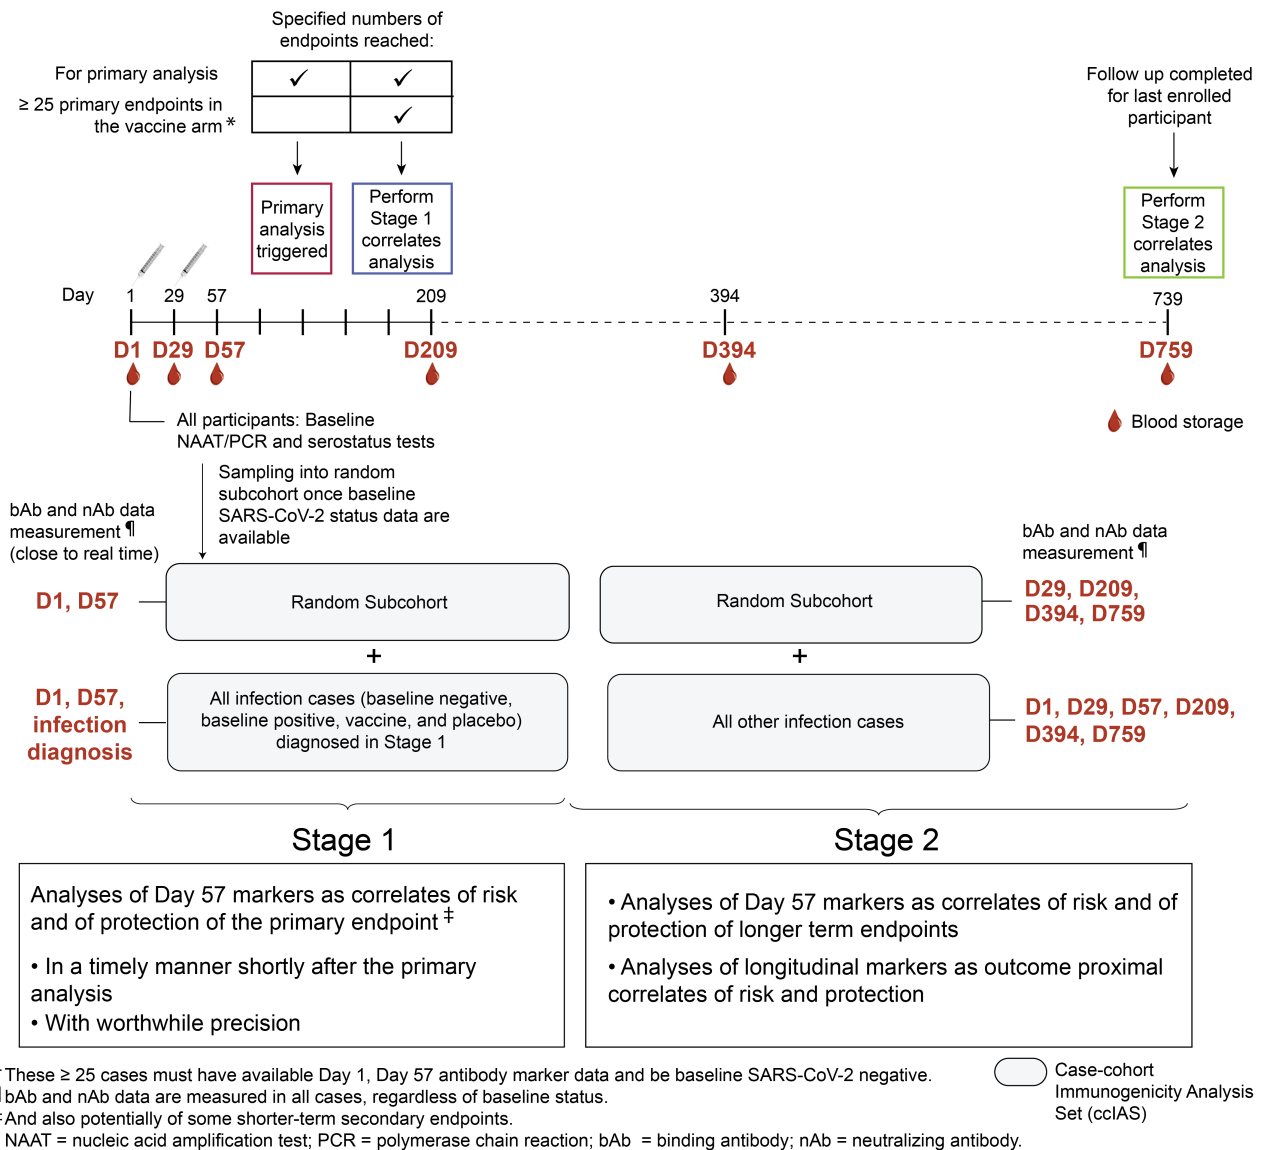 Specified numbers of
endpoints reached:
For primary analysis
✓ ✓
≥ 25 primary endpoints in
the vaccine arm *
✓
Follow up completed
for last enrolled
participant
Primary
analysis
triggered
Perform
Stage 1
correlates
analysis
Perform
Stage 2
correlates
analysis
Day 1 29 57 209 394 739
D1 D29 D57 D209 D394 D759
All participants: Baseline
NAAT/PCR and serostatus tests
Blood storage
Sampling into random
subcohort once baseline
SARS-CoV-2 status data are
available
bAb and nAb data
measurement ¶
(close to real time)
bAb and nAb data
measurement ¶
D1, D57
Random Subcohort
Random Subcohort
D29, D209,
D394, D759
+ +
D1, D57,
infection
diagnosis
All infection cases (baseline negative,
baseline positive, vaccine, and placebo)
diagnosed in Stage 1
All other infection cases
D1, D29, D57, D209,
D394, D759
Stage 1
Stage 2
Analyses of Day 57 markers as correlates of risk
and of protection of the primary endpoint ‡
• In a timely manner shortly after the primary
analysis
• With worthwhile precision
• Analyses of Day 57 markers as correlates of risk and of
protection of longer term endpoints
• Analyses of longitudinal markers as outcome proximal
correlates of risk and protection
These ≥ 25 cases must have available Day 1, Day 57 antibody marker data and be baseline SARS-CoV-2 negative.
bAb and nAb data are measured in all cases, regardless of baseline status.
And also potentially of some shorter-term secondary endpoints.
NAAT = nucleic acid amplification test; PCR = polymerase chain reaction; bAb = binding antibody; nAb = neutralizing antibody.
Case-cohort
Immunogenicity Analysis
Set (ccIAS)